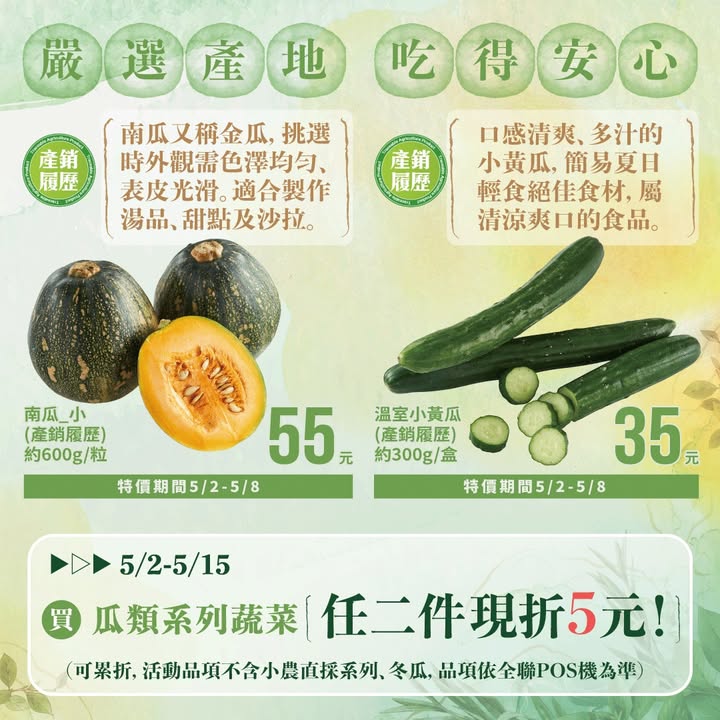 嚴選產地 吃得安心
產銷
履歷
南瓜又稱金瓜, 挑選
時外觀需色澤均勻、
表皮光滑。適合製作
湯品、甜點及沙拉。
產銷
履歷
口感清爽、多汁的
小黃瓜, 簡易夏日
輕食絕佳食材, 屬
清涼爽口的食品。
南瓜_小
(產銷履歷)
約600g/粒
55元
特價期間5/2-5/8
溫室小黃瓜
(產銷履歷)
約300g/盒
35元
特價期間5/2-5/8
▶▷▶ 5/2-5/15
買 瓜類系列蔬菜 [任二件現折5元!]
(可累折, 活動品項不含小農直採系列、冬瓜, 品項依全聯POS機為準)